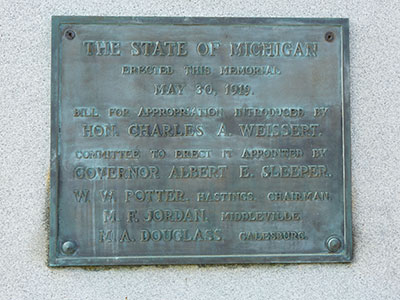 THE STATE OF MICHIGAN
ERECTED THIS MEMORIAL
MAY 30, 1919.
BILL FOR APPROPRIATION INTRODUCED BY
HON. CHARLES A. WEISSERT.
COMMITTEE TO ERECT IT APPOINTED BY
GOVERNOR ALBERT E. SLEEPER.
W. W. POTTER, HASTINGS, CHAIRMAN,
M. F. JORDAN, MIDDLEVILLE
M. A. DOUGLASS, GALESBURG.